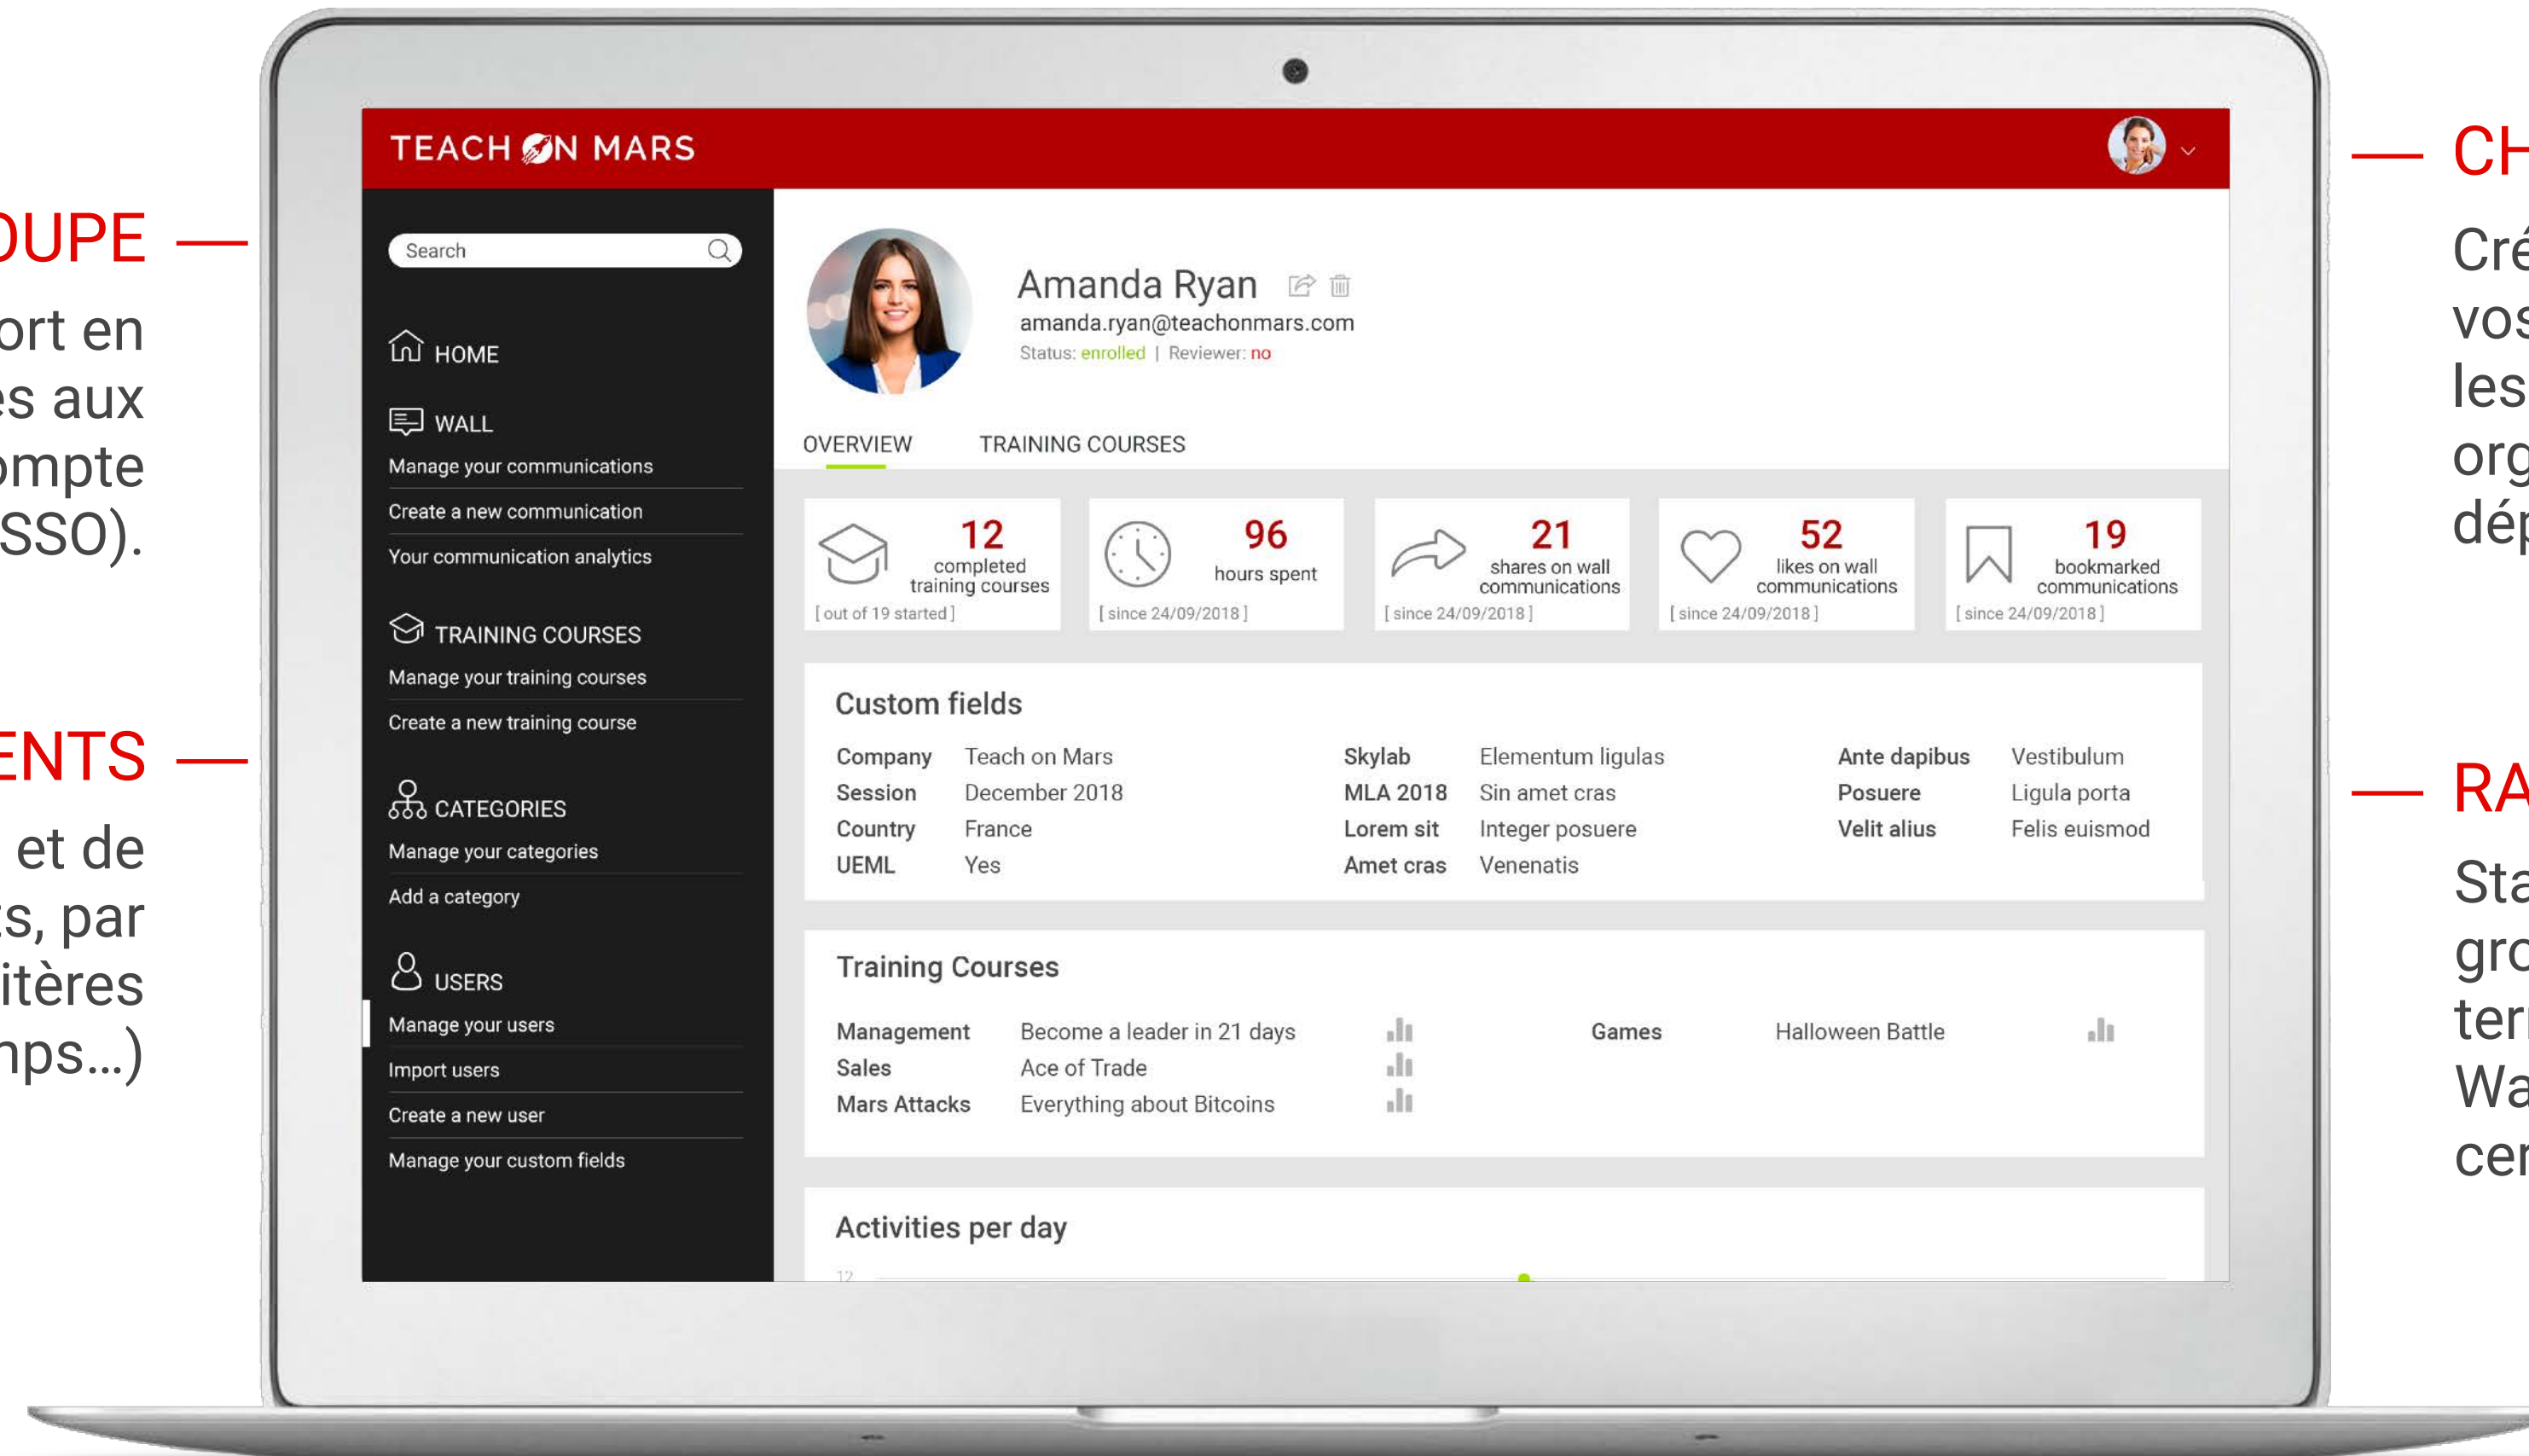 OUPE —
ort en
es aux
ompte
SSO).
ENTS —
et de
ts, par
itères
nps...)
TEACH ON MARS
Search
HOME
WALL
Manage your communications
Create a new communication
Your communication analytics
TRAINING COURSES
Manage your training courses
Create a new training course
CATEGORIES
Manage your categories
Add a category
USERS
Manage your users
Import users
Create a new user
Manage your custom fields
Amanda Ryan
amanda.ryan@teachonmars.com
Status: enrolled | Reviewer: no
OVERVIEW TRAINING COURSES
12
completed
training courses
[ out of 19 started ]
96
hours spent
[ since 24/09/2018 ]
21
shares on wall
communications
[ since 24/09/2018 ]
52
likes on wall
communications
[ since 24/09/2018 ]
19
bookmarked
communications
[ since 24/09/2018 ]
Custom fields
Company Teach on Mars Skylab Elementum ligulas Ante dapibus Vestibulum
Session December 2018 MLA 2018 Sin amet cras Posuere Ligula porta
Country France Lorem sit Integer posuere Velit alius Felis euismod
UEML Yes Amet cras Venenatis
Training Courses
Management Become a leader in 21 days Games Halloween Battle
Sales Ace of Trade
Mars Attacks Everything about Bitcoins
Activities per day
12
— CH
Cré
vos
les
org
dép
— RA
Sta
gro
ter
Wa
cer